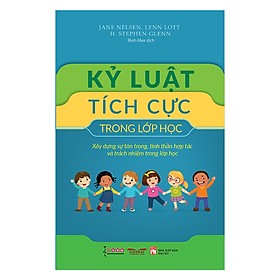 JANE NELSEN, LYNN LOTT
H. STEPHEN GLENN
Bình Max dịch
KỶ LUẬT
TÍCH CỰC
TRONG LỚP HỌC
Xây dựng sự tôn trọng, tinh thần hợp tác
và trách nhiệm trong lớp học